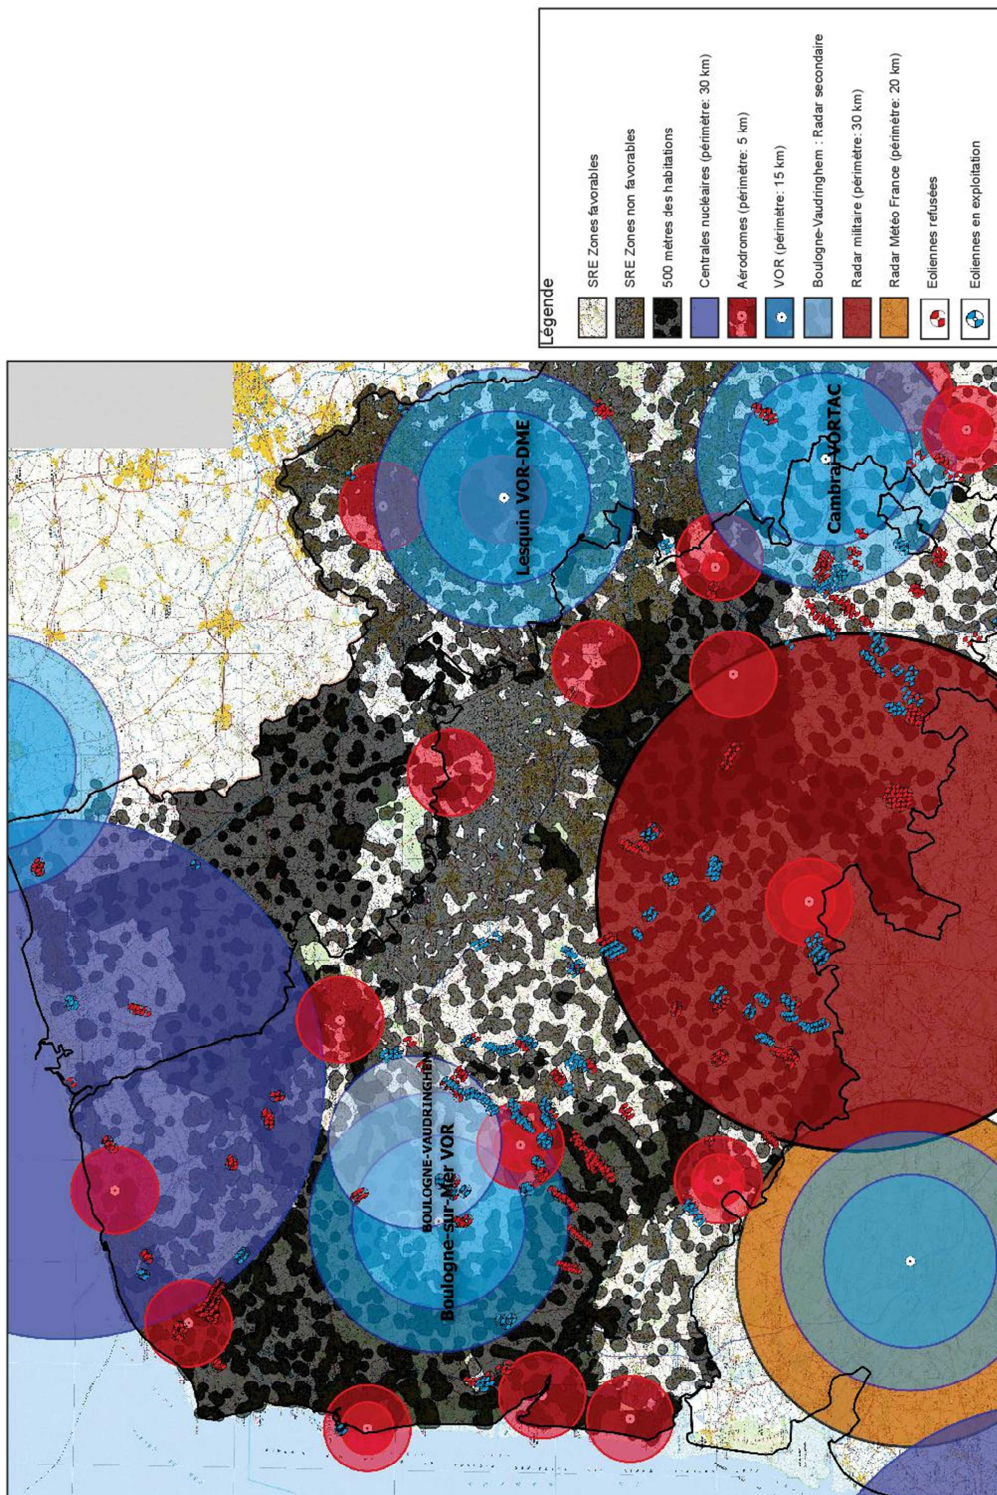 Légende
SRE Zones favorables
SRE Zones non favorables
500 mètres des habitations
Centrales nucléaires (périmètre: 30 km)
Aérodromes (périmètre: 5 km)
VOR (périmètre: 15 km)
Boulogne-Vaudringhem : Radar secondaire
Radar militaire (périmètre: 30 km)
Radar Météo France (périmètre: 20 km)
Eoliennes refusées
Eoliennes en exploitation
BOULOGNE-VAUDRINGHEM
Boulogne-sur-Mer VOR
Lesquin VOR-DME
Cambrai VORTAC